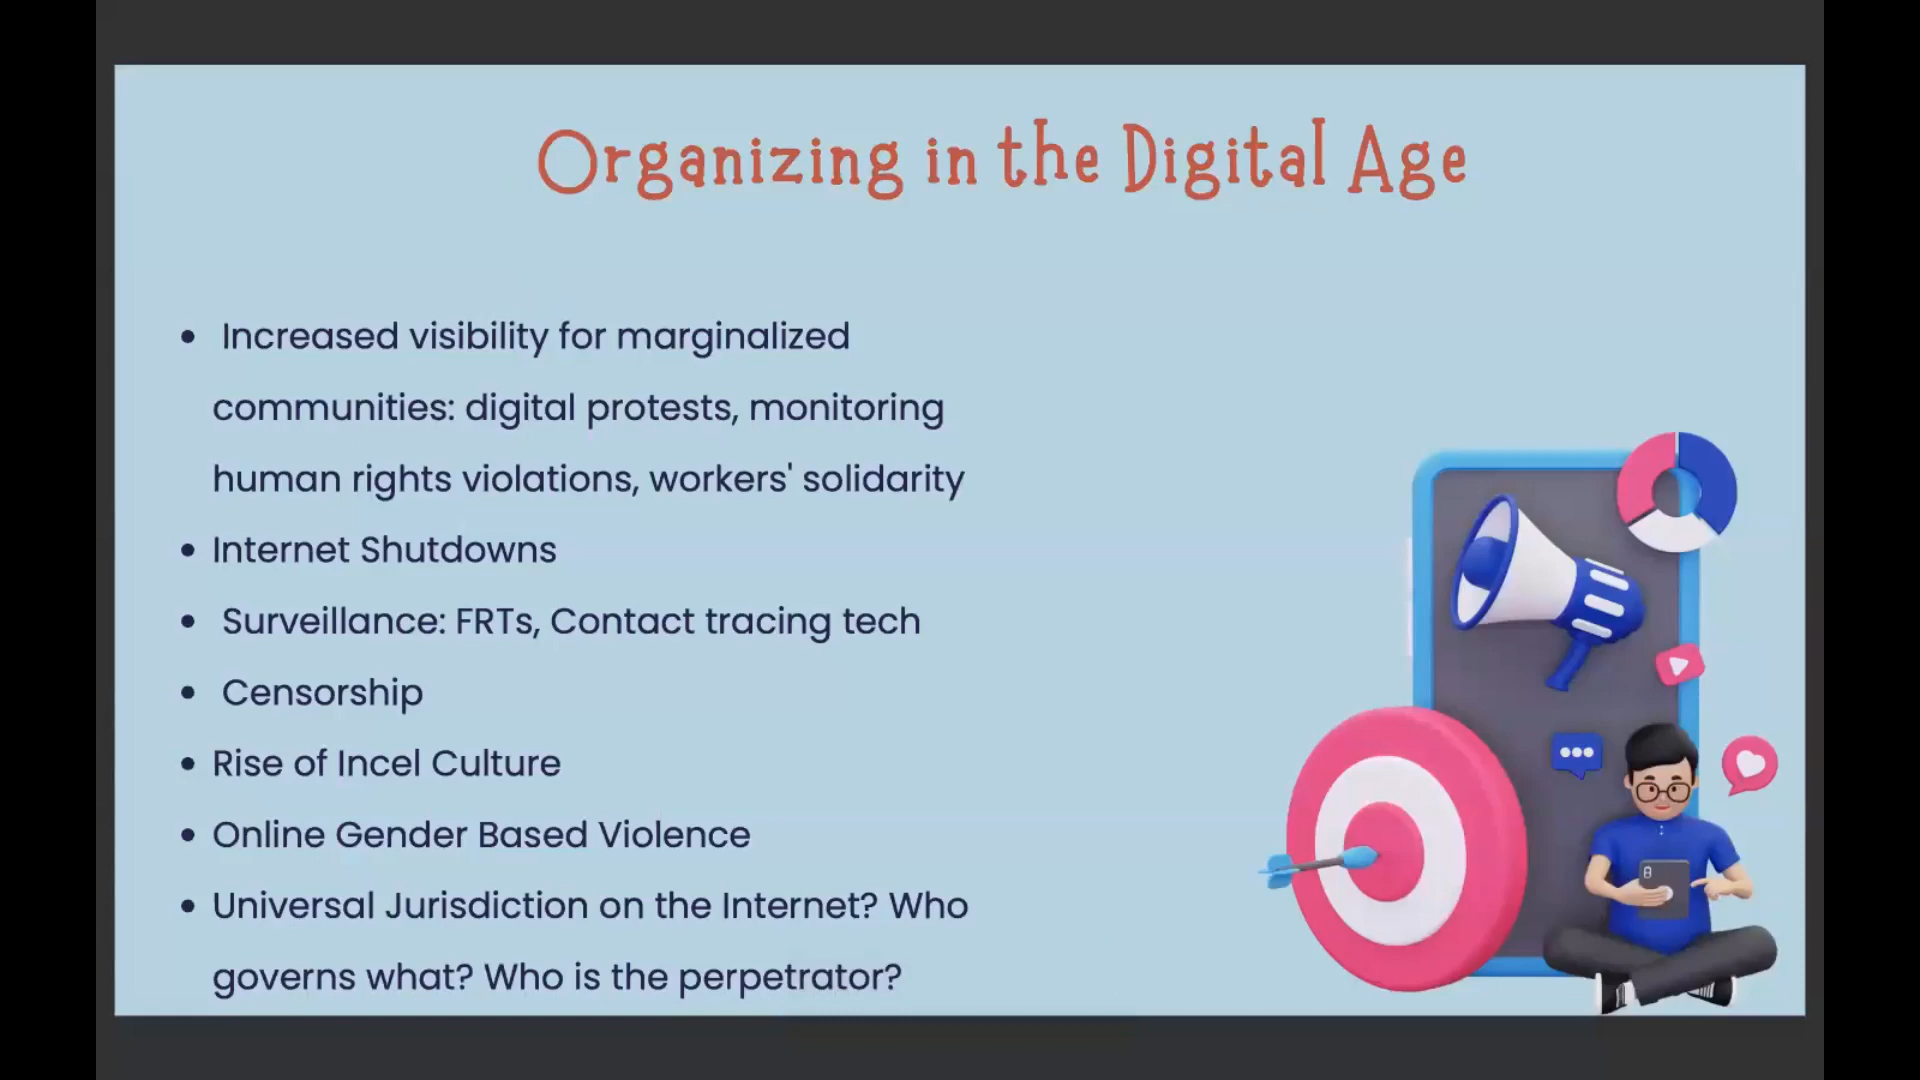 Organizing in the Digital Age
• Increased visibility for marginalized
communities: digital protests, monitoring
human rights violations, workers' solidarity
• Internet Shutdowns
• Surveillance: FRTs, Contact tracing tech
• Censorship
• Rise of Incel Culture
• Online Gender Based Violence
• Universal Jurisdiction on the Internet? Who
governs what? Who is the perpetrator?